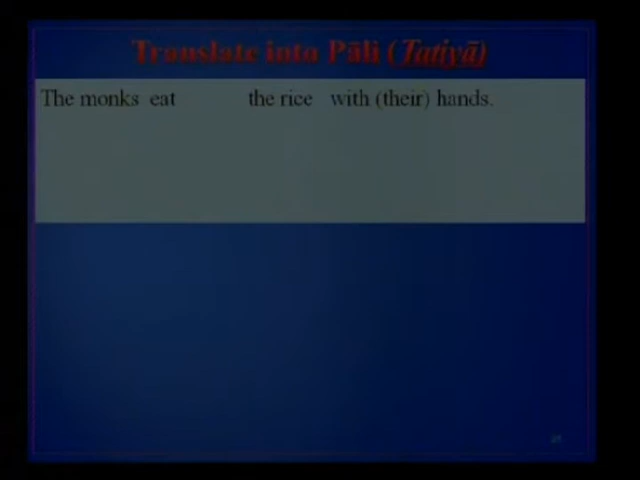 Translate into Pāli (Tatiyā)
The monks eat the rice with (their) hands.